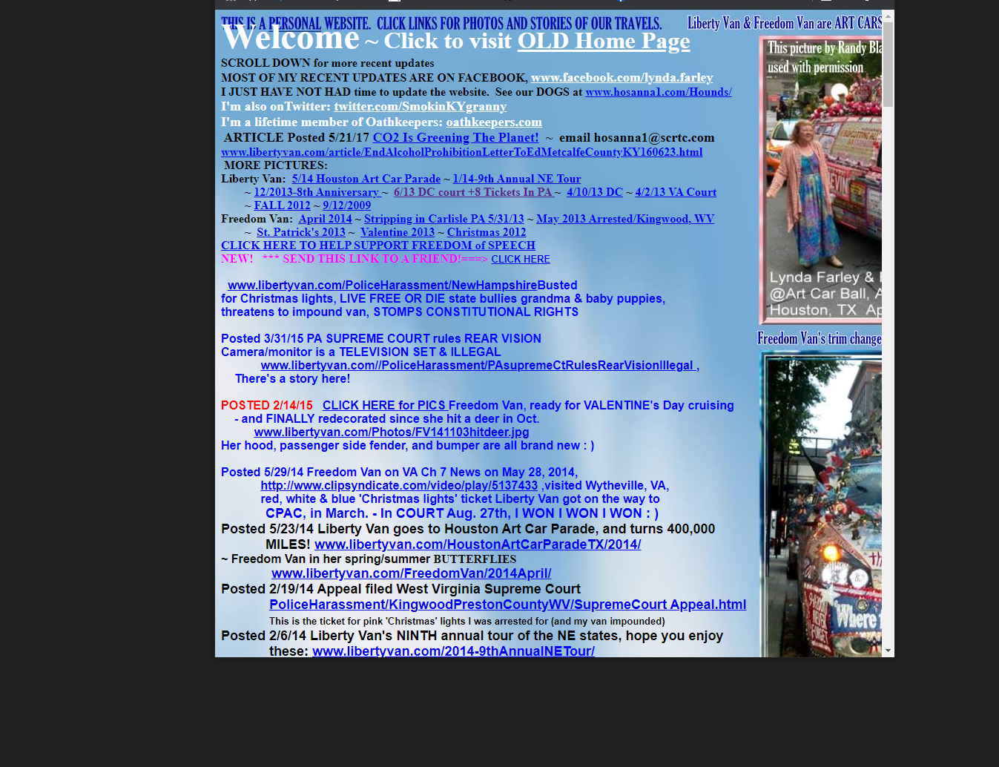 THIS IS A PERSONAL WEBSITE.  CLICK LINKS FOR PHOTOS AND STORIES OF OUR TRAVELS.
Liberty Van & Freedom Van are ART CARS
Welcome ~ Click to visit OLD Home Page
SCROLL DOWN for more recent updates
MOST OF MY RECENT UPDATES ARE ON FACEBOOK, www.facebook.com/lynda.farley
I JUST HAVE NOT HAD time to update the website.  See our DOGS at www.hosanna1.com/Hounds/
I'm also onTwitter: twitter.com/SmokinKYgranny
I'm a lifetime member of Oathkeepers: oathkeepers.com
ARTICLE Posted 5/21/17 CO2 Is Greening The Planet!  ~  email hosanna1@scrtc.com
www.libertyvan.com/article/EndAlcoholProhibitionLetterToEdMetcalfeCountyKY160623.html
MORE PICTURES:
Liberty Van:  5/14 Houston Art Car Parade ~ 1/14-9th Annual NE Tour
~ 12/2013-8th Anniversary ~  6/13 DC court +8 Tickets In PA ~  4/10/13 DC ~ 4/2/13 VA Court
~ FALL 2012 ~ 9/12/2009
Freedom Van:  April 2014 ~ Stripping in Carlisle PA 5/31/13 ~ May 2013 Arrested/Kingwood, WV
~  St. Patrick's 2013 ~  Valentine 2013 ~ Christmas 2012
CLICK HERE TO HELP SUPPORT FREEDOM of SPEECH
NEW!   *** SEND THIS LINK TO A FRIEND!===> CLICK HERE
www.libertyvan.com/PoliceHarassment/NewHampshireBusted
for Christmas lights, LIVE FREE OR DIE state bullies grandma & baby puppies,
threatens to impound van, STOMPS CONSTITUTIONAL RIGHTS
Posted 3/31/15 PA SUPREME COURT rules REAR VISION
Camera/monitor is a TELEVISION SET & ILLEGAL
www.libertyvan.com//PoliceHarassment/PAsupremeCtRulesRearVisionIllegal ,
There's a story here!
POSTED 2/14/15   CLICK HERE for PICS Freedom Van, ready for VALENTINE's Day cruising
- and FINALLY redecorated since she hit a deer in Oct.
www.libertyvan.com/Photos/FV141103hitdeer.jpg
Her hood, passenger side fender, and bumper are all brand new : )
Posted 5/29/14 Freedom Van on VA Ch 7 News on May 28, 2014,
http://www.clipsyndicate.com/video/play/5137433 ,visited Wytheville, VA,
red, white & blue 'Christmas lights' ticket Liberty Van got on the way to
CPAC, in March. - In COURT Aug. 27th, I WON I WON I WON : )
Posted 5/23/14 Liberty Van goes to Houston Art Car Parade, and turns 400,000
MILES! www.libertyvan.com/HoustonArtCarParadeTX/2014/
~ Freedom Van in her spring/summer BUTTERFLIES
www.libertyvan.com/FreedomVan/2014April/
Posted 2/19/14 Appeal filed West Virginia Supreme Court
PoliceHarassment/KingwoodPrestonCountyWV/SupremeCourt Appeal.html
This is the ticket for pink 'Christmas' lights I was arrested for (and my van impounded)
Posted 2/6/14 Liberty Van's NINTH annual tour of the NE states, hope you enjoy
these: www.libertyvan.com/2014-9thAnnualNETour/
This picture by Randy Bla
used with permission
Lynda Farley &
@Art Car Ball, A
Houston, TX  Ap
Freedom Van's trim change
Where